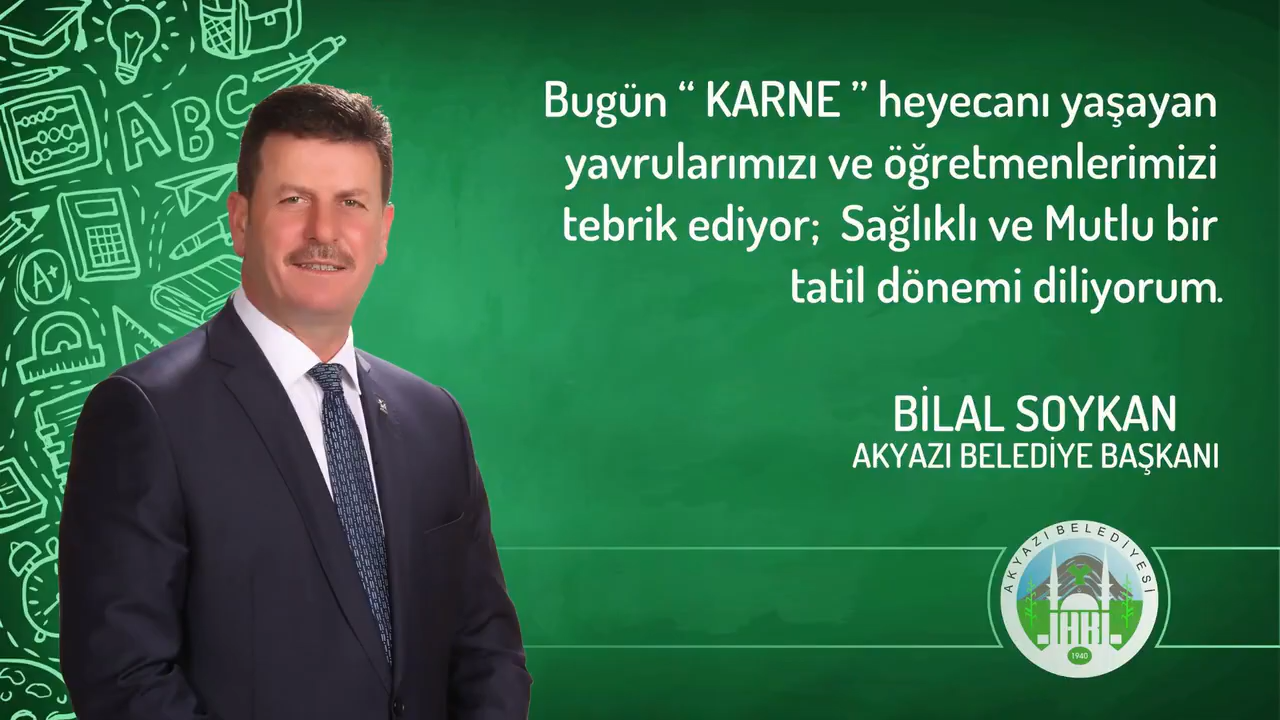 Bugün “ KARNE ” heyecanı yaşayan
yavrularımızı ve öğretmenlerimizi
tebrik ediyor; Sağlıklı ve Mutlu bir
tatil dönemi diliyorum.
BİLAL SOYKAN
AKYAZI BELEDİYE BAŞKANI
AKYAZI BELEDİYESİ
1940
ABC
A+